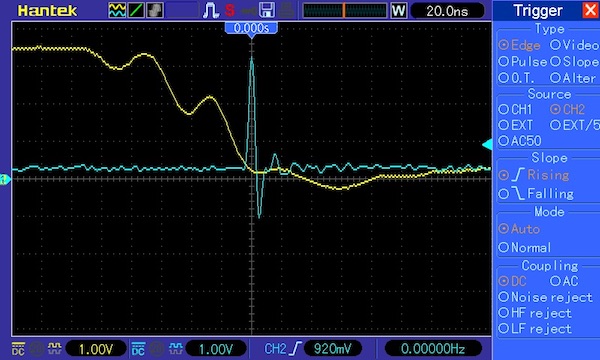 Hantek S W 20.0ns Trigger
0.000s
Type
Edge Video
Pulse Slope
O.T. Alter
Source
CH1 CH2
EXT EXT/5
AC50
Slope
Rising
Falling
Mode
Auto
Normal
Coupling
DC AC
Noise reject
HF reject
LF reject
DC 1.00V DC 1.00V CH2 920mV 0.00000Hz